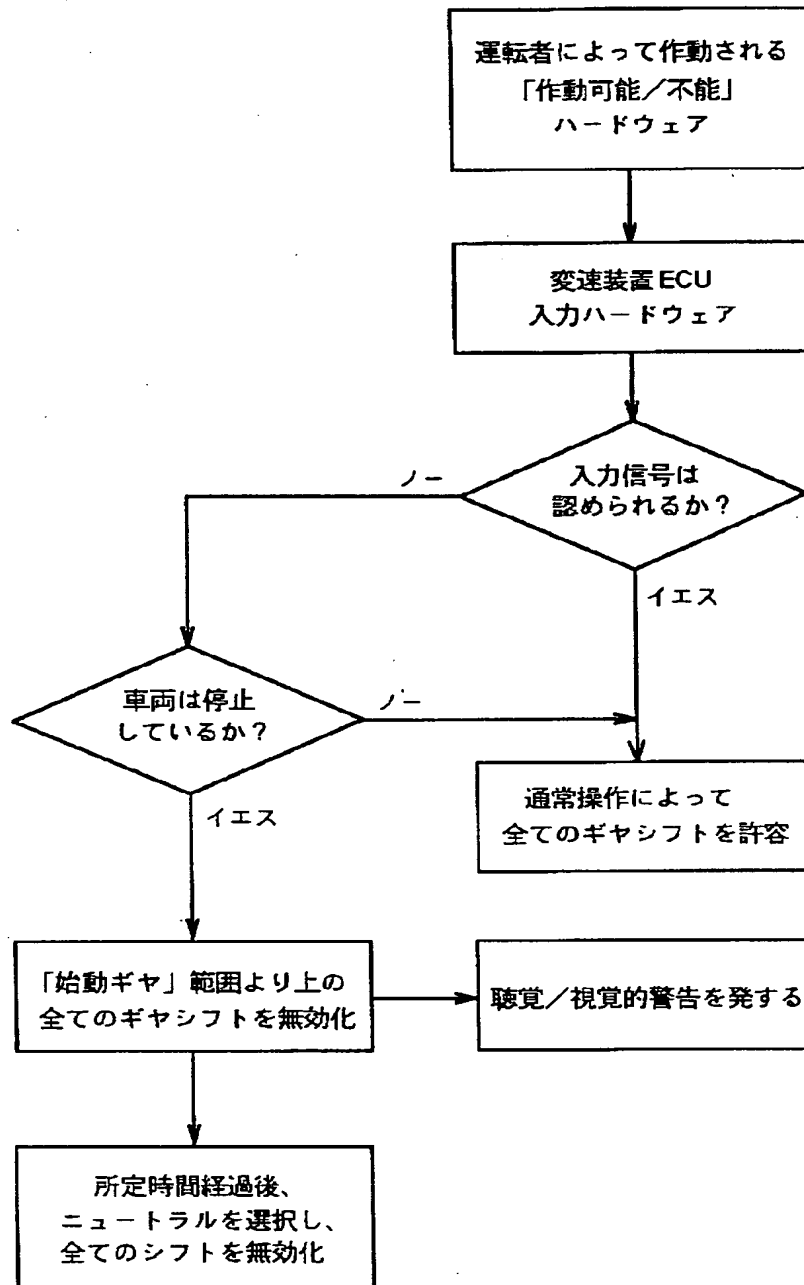 運転者によって作動される
「作動可能／不能」
ハードウェア
変速装置ECU
入力ハードウェア
入力信号は
認められるか？
ノー
イエス
車両は停止
しているか？
ノー
イエス
通常操作によって
全てのギヤシフトを許容
「始動ギヤ」範囲より上の
全てのギヤシフトを無効化
聴覚／視覚的警告を発する
所定時間経過後、
ニュートラルを選択し、
全てのシフトを無効化